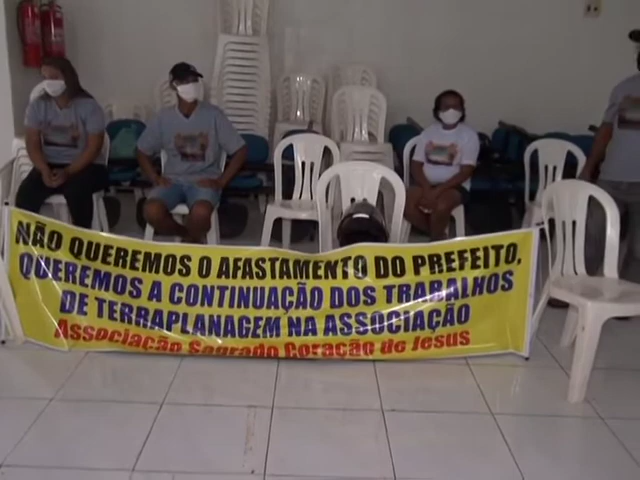 NÃO QUEREMOS O AFASTAMENTO DO PREFEITO,
QUEREMOS A CONTINUAÇÃO DOS TRABALHOS
DE TERRAPLANAGEM NA ASSOCIAÇÃO
Associação Sagrado Coração de Jesus